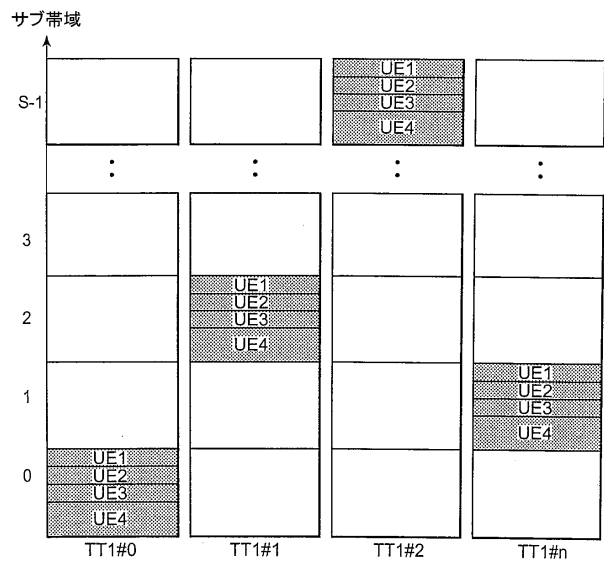 サブ帯域
S-1
UE1
UE2
UE3
UE4
3
2
UE1
UE2
UE3
UE4
1
UE1
UE2
UE3
UE4
0
UE1
UE2
UE3
UE4
TT1#0
TT1#1
TT1#2
TT1#n